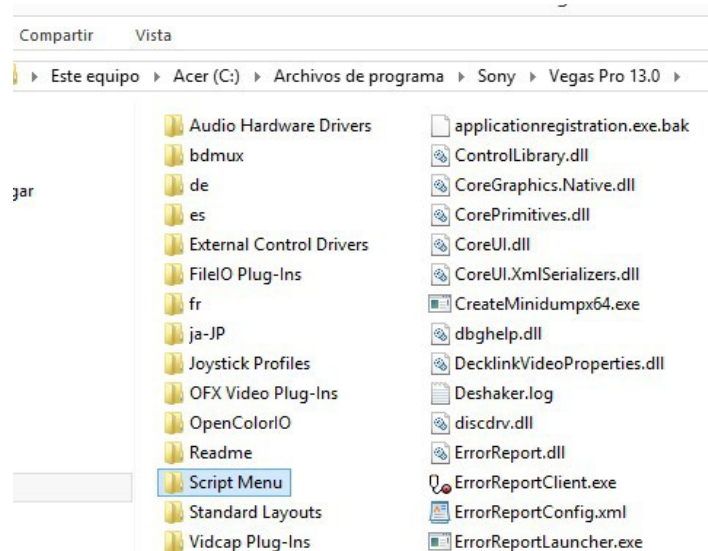 Compartir Vista
Este equipo Acer (C:) Archivos de programa Sony Vegas Pro 13.0
gar
Audio Hardware Drivers
bdmux
de
es
External Control Drivers
FileIO Plug-Ins
fr
ja-JP
Joystick Profiles
OFX Video Plug-Ins
OpenColorIO
Readme
Script Menu
Standard Layouts
Vidcap Plug-Ins
applicationregistration.exe.bak
ControlLibrary.dll
CoreGraphics.Native.dll
CorePrimitives.dll
CoreUI.dll
CoreUI.XmlSerializers.dll
CreateMinidumpx64.exe
dbghelp.dll
DecklinkVideoProperties.dll
Deshaker.log
discdrv.dll
ErrorReport.dll
ErrorReportClient.exe
ErrorReportConfig.xml
ErrorReportLauncher.exe